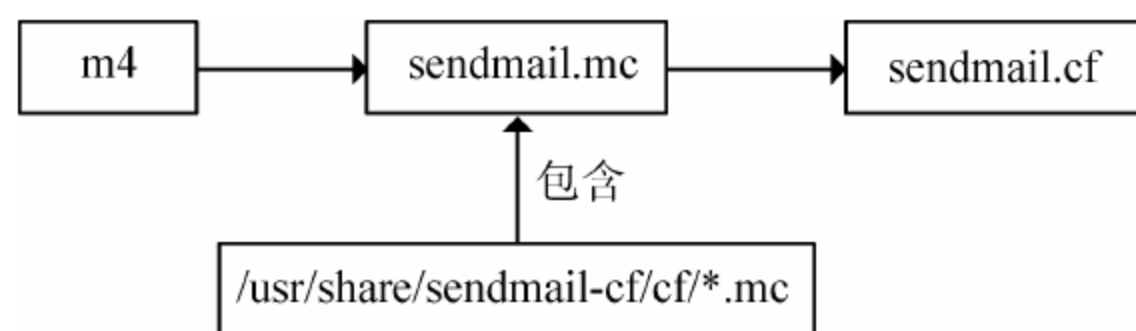 m4
sendmail.mc
sendmail.cf
包含
/usr/share/sendmail-cf/cf/*.mc